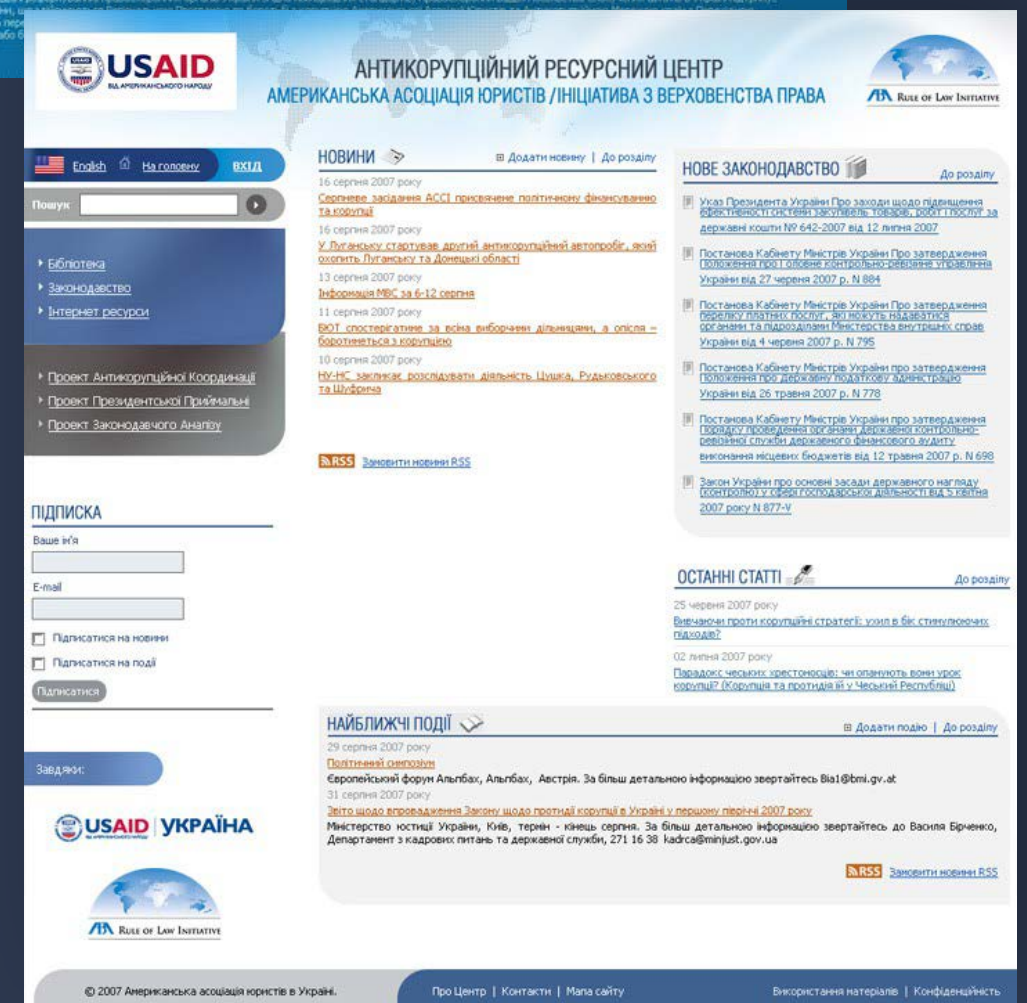 USAID
ВІД АМЕРИКАНСЬКОГО НАРОДУ
АНТИКОРУПЦІЙНИЙ РЕСУРСНИЙ ЦЕНТР
АМЕРИКАНСЬКА АСОЦІАЦІЯ ЮРИСТІВ /ІНІЦІАТИВА З ВЕРХОВЕНСТВА ПРАВА
ABA RULE OF LAW INITIATIVE
English На головну ВХІД
Пошук
Бібліотека
Законодавство
Інтернет ресурси
Проект Антикорупційної Координації
Проект Президентської Приймальні
Проект Законодавчого Аналізу
ПІДПИСКА
Ваше ім'я
E-mail
Підписатися на новини
Підписатися на події
Підписатися
Завдяки:
USAID УКРАЇНА
ABA RULE OF LAW INITIATIVE
НОВИНИ Додати новину | До розділу
16 серпня 2007 року
Серпневе засідання АССІ присвячене політичному фінансуванню
та корупції
16 серпня 2007 року
У Луганську стартував другий антикорупційний автопробіг, який
охопить Луганську та Донецькі області
13 серпня 2007 року
Інформація МВС за 6-12 серпня
11 серпня 2007 року
БЮТ спостерігатиме за всіма виборчими дільницями, а опісля –
боротиметься з корупцією
10 серпня 2007 року
НУ-НС закликає розслідувати діяльність Цушка, Рудьковського
та Шуфрича
RSS Замовити новини RSS
НОВЕ ЗАКОНОДАВСТВО До розділу
Указ Президента України Про заходи щодо підвищення
ефективності системи закупівель товарів, робіт і послуг за
державні кошти № 642-2007 від 12 липня 2007
Постанова Кабінету Міністрів України Про затвердження
Положення про Головне контрольно-ревізійне управління
України від 27 червня 2007 р. N 884
Постанова Кабінету Міністрів України Про затвердження
переліку платних послуг, які можуть надаватися
органами та підрозділами Міністерства внутрішніх справ
України від 4 червня 2007 р. N 795
Постанова Кабінету Міністрів України про затвердження
Положення про Державну податкову адміністрацію
України від 26 травня 2007 р. N 778
Постанова Кабінету Міністрів України про затвердження
Порядку проведення органами державної контрольно-
ревізійної служби державного фінансового аудиту
виконання місцевих бюджетів від 12 травня 2007 р. N 698
Закон України про основні засади державного нагляду
(контролю) у сфері господарської діяльності від 5 квітня
2007 року N 877-V
ОСТАННІ СТАТТІ До розділу
25 червня 2007 року
Вивчаючи проти корупційні стратегії: ухил в бік стимулюючих
підходів?
02 липня 2007 року
Парадокс чеських хрестоносців: чи опанують вони урок
корупції? (Корупція та протидія їй у Чеській Республіці)
НАЙБЛИЖЧІ ПОДІЇ Додати подію | До розділу
29 серпня 2007 року
Політичний симпозіум
Європейський форум Альпбах, Альпбах, Австрія. За більш детальною інформацією звертайтесь Bia1@bmi.gv.at
31 серпня 2007 року
Звіто щодо впровадження Закону щодо протидії корупції в Україні у першому півріччі 2007 року
Міністерство юстиції України, Київ, термін - кінець серпня. За більш детальною інформацією звертайтесь до Василя Бірченко,
Департамент з кадрових питань та державної служби, 271 16 38 kadrca@minjust.gov.ua
RSS Замовити новини RSS
© 2007 Американська асоціація юристів в Україні.
Про Центр | Контакти | Мапа сайту
Використання матеріалів | Конфіденційність